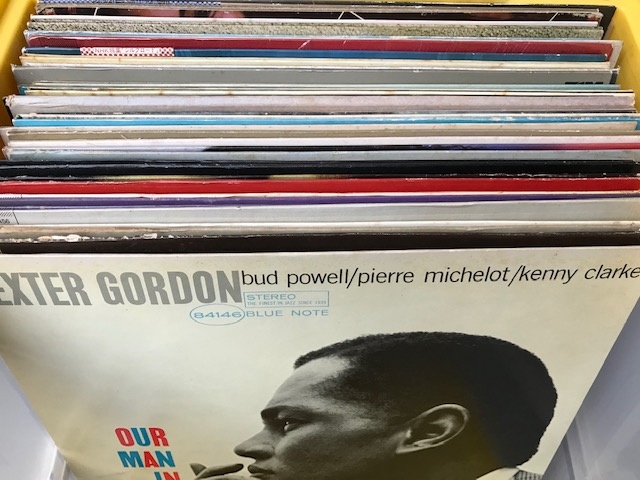 EXTER GORDON bud powell/pierre michelot/kenny clarke
STEREO
THE FINEST IN JAZZ SINCE 1939
84146 BLUE NOTE
OUR
MAN
IN